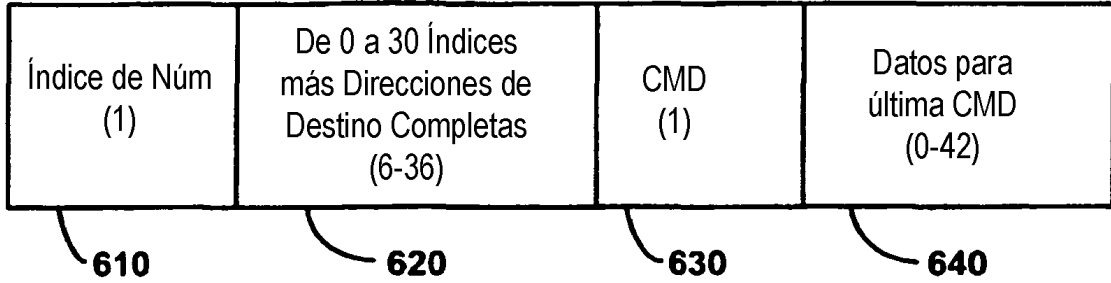 Índice de Núm
(1)
De 0 a 30 Índices
más Direcciones de
Destino Completas
(6-36)
CMD
(1)
Datos para
última CMD
(0-42)
610
620
630
640